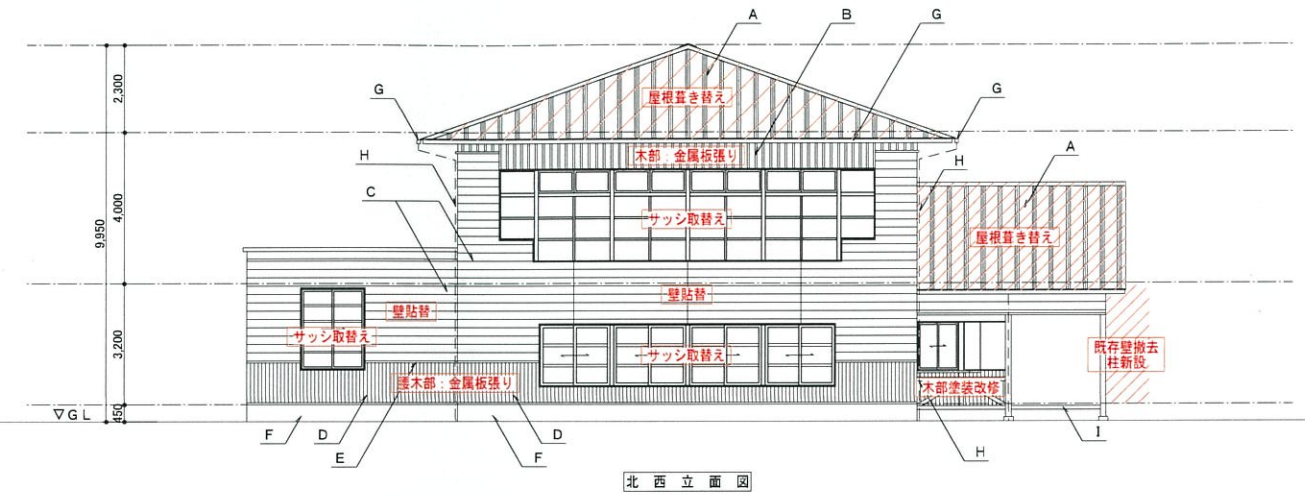 A
B
G
G
G
屋根葺き替え
木部：金属板張り
H
H
A
C
サッシ取替え
屋根葺き替え
2,300
4,000
9,950
3,200
450
壁貼替
壁貼替
サッシ取替え
サッシ取替え
既存壁撤去
柱新設
木部：金属板張り
木部塗装改修
▽GL
F
D
E
F
D
H
I
北西立面図